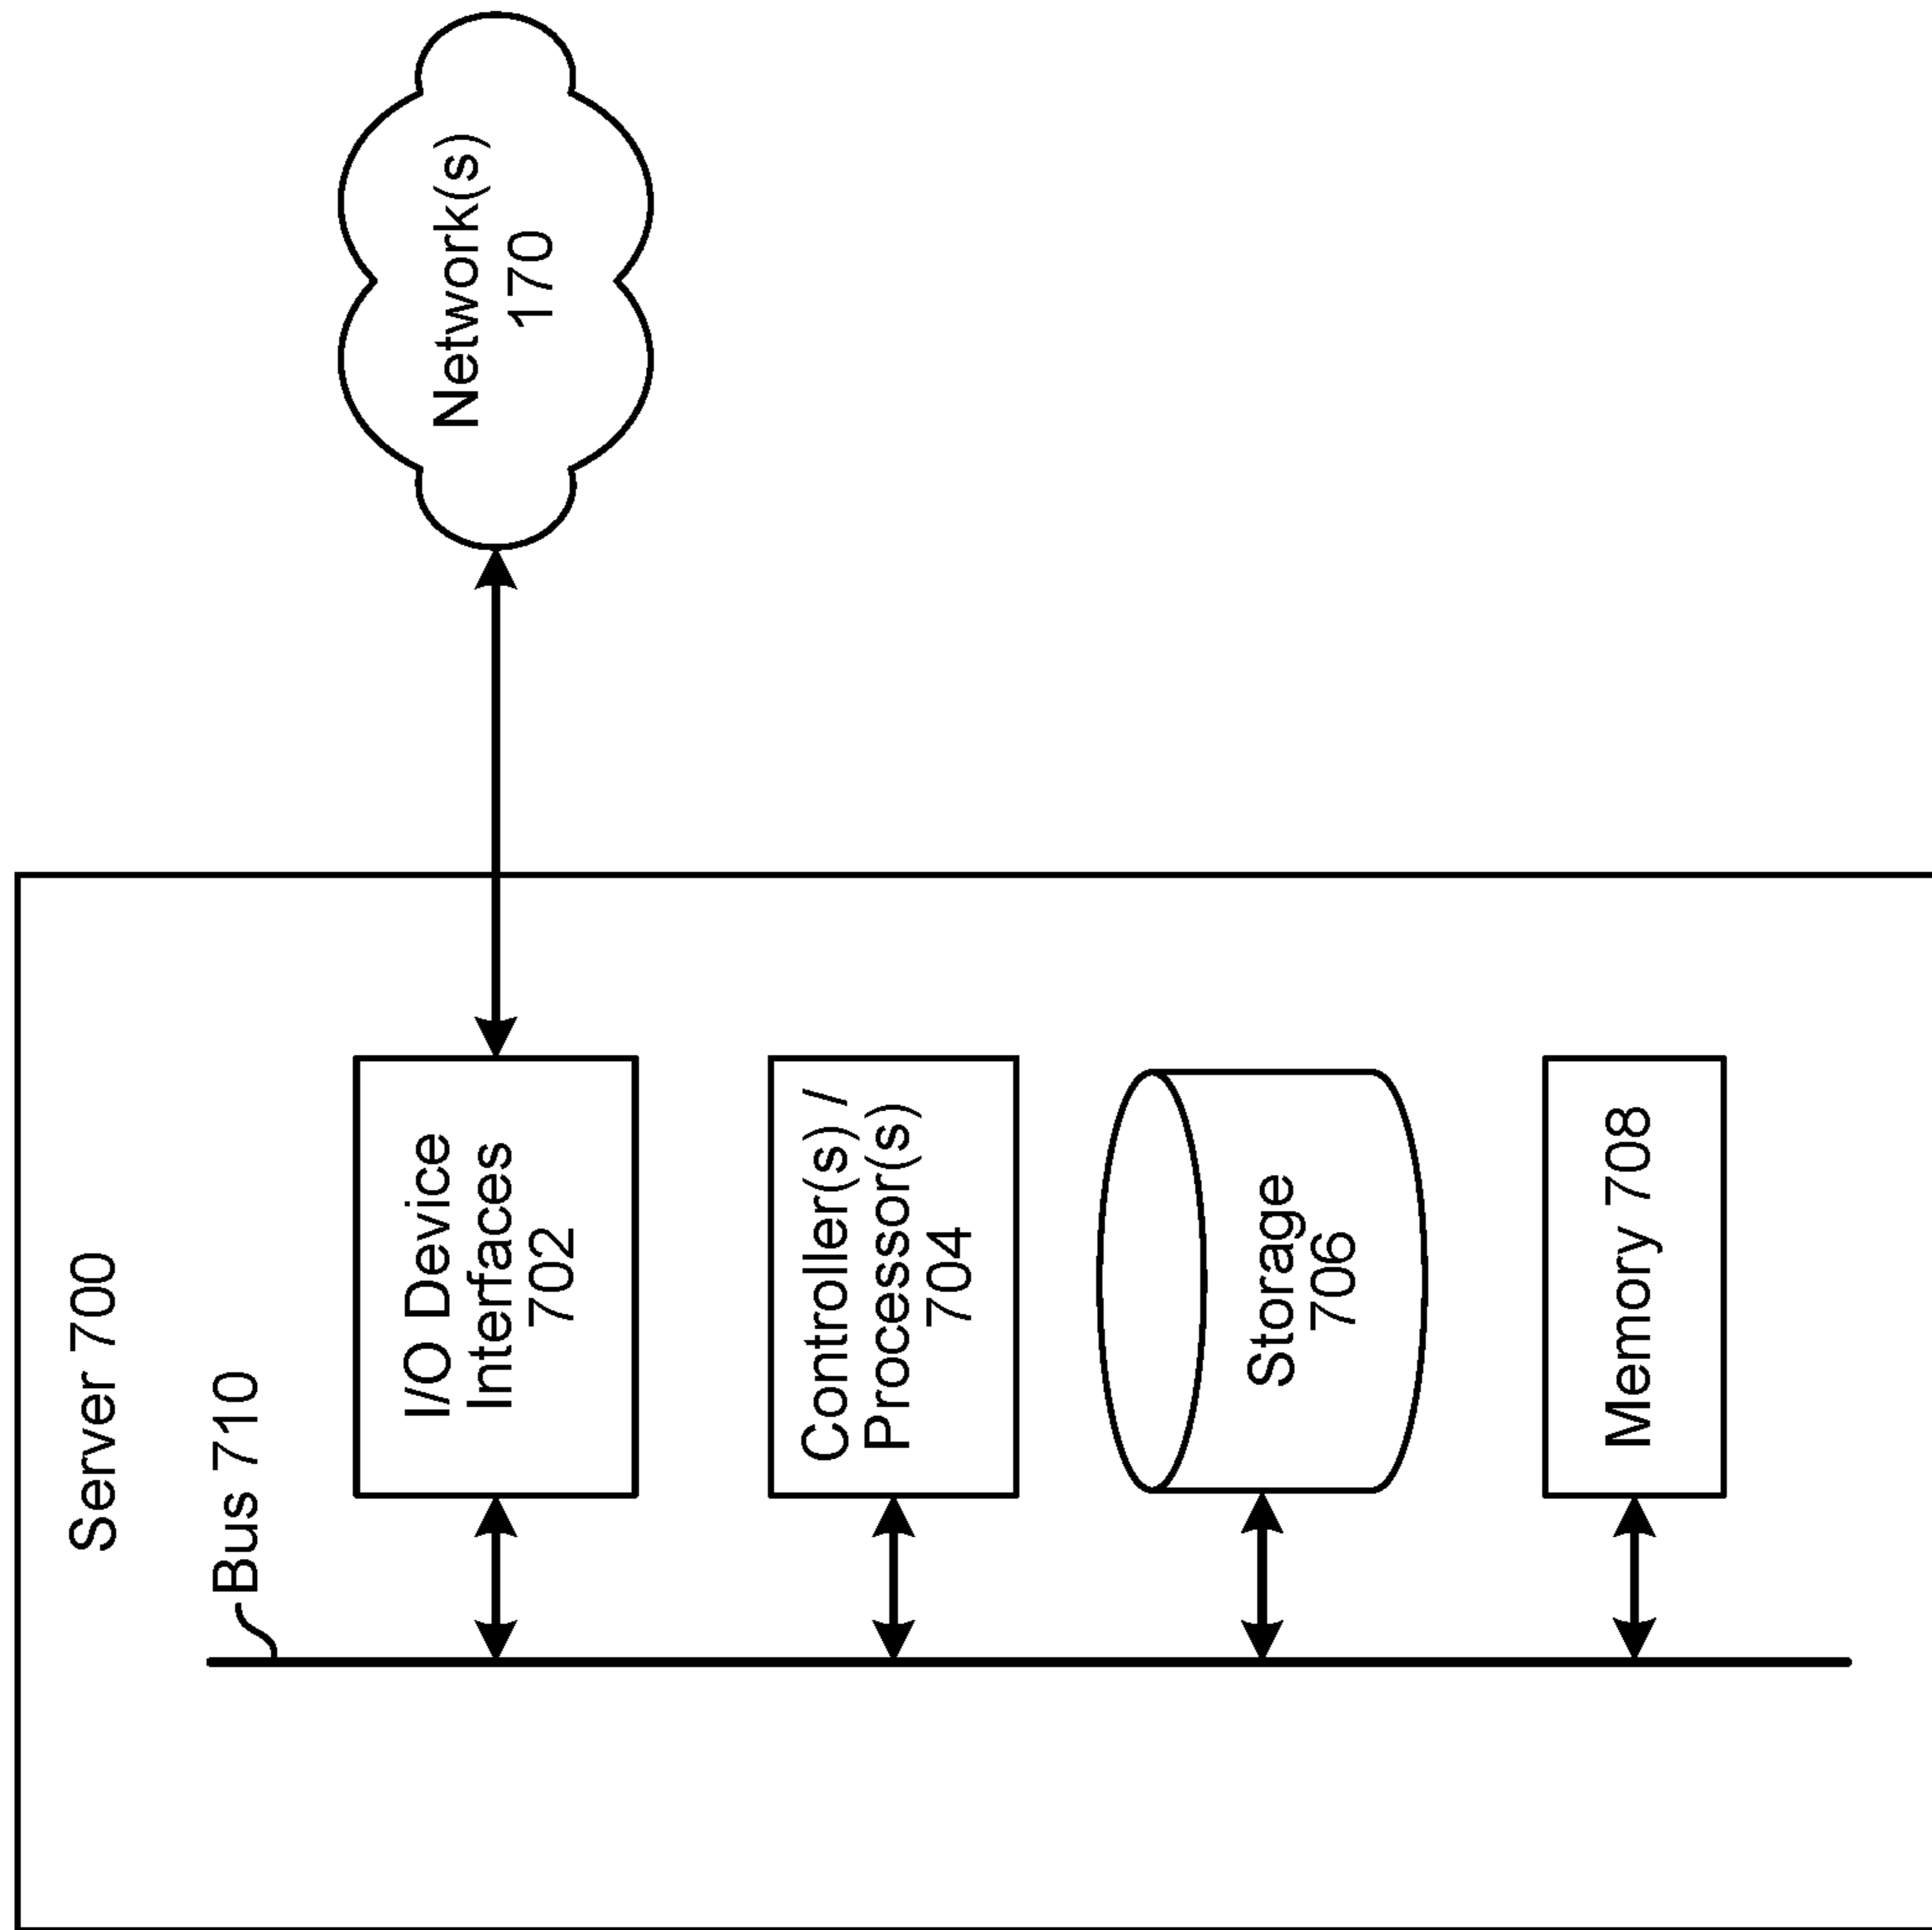 Server 700
Bus 710
I/O Device
Interfaces
702
Network(s)
170
Controller(s) /
Processor(s)
704
Storage
706
Memory 708